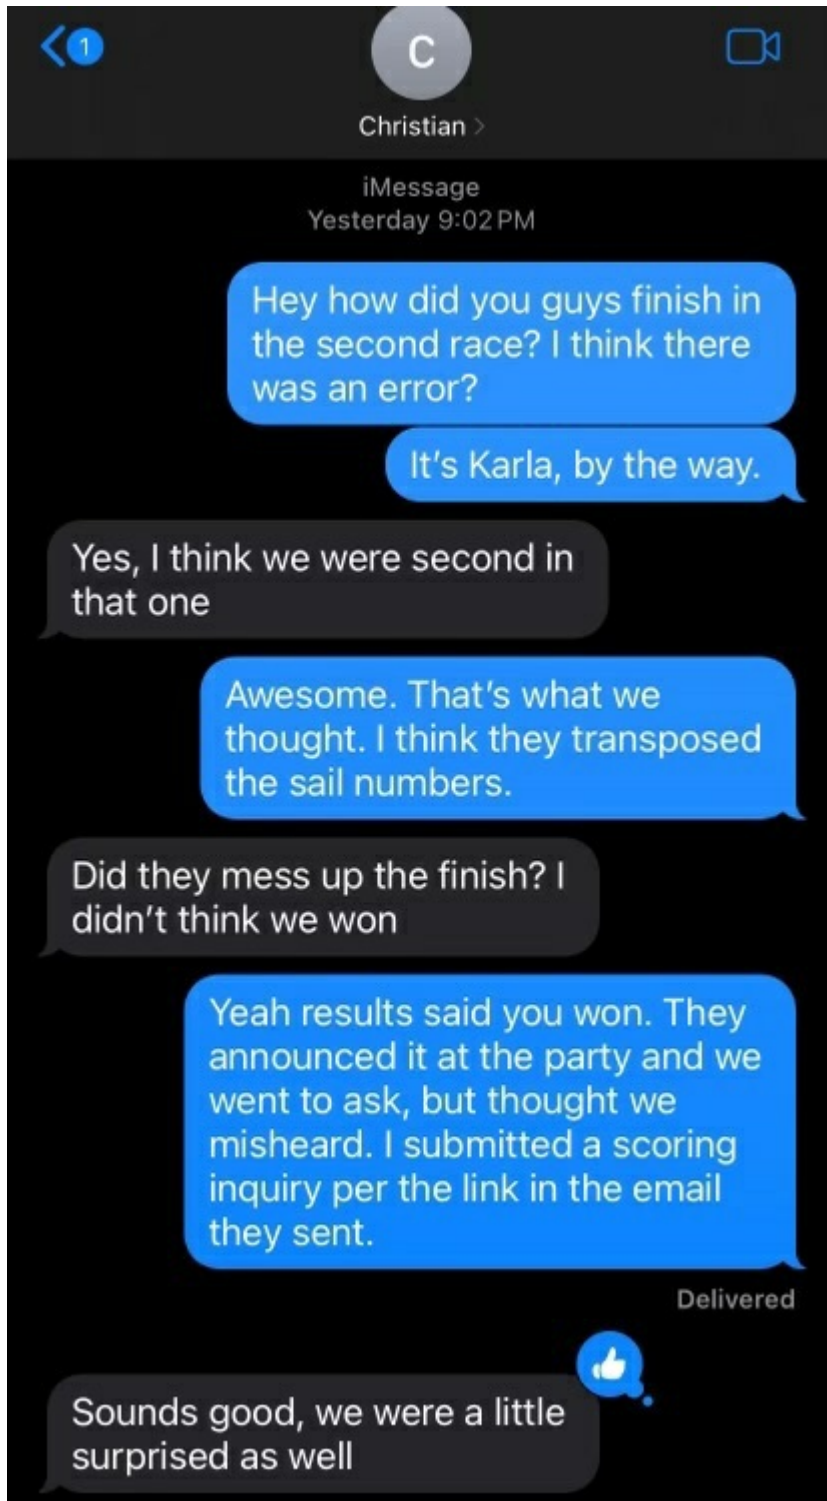 1
C
Christian >
iMessage
Yesterday 9:02 PM
Hey how did you guys finish in
the second race? I think there
was an error?
It's Karla, by the way.
Yes, I think we were second in
that one
Awesome. That's what we
thought. I think they transposed
the sail numbers.
Did they mess up the finish? I
didn't think we won
Yeah results said you won. They
announced it at the party and we
went to ask, but thought we
misheard. I submitted a scoring
inquiry per the link in the email
they sent.
Delivered
Sounds good, we were a little
surprised as well